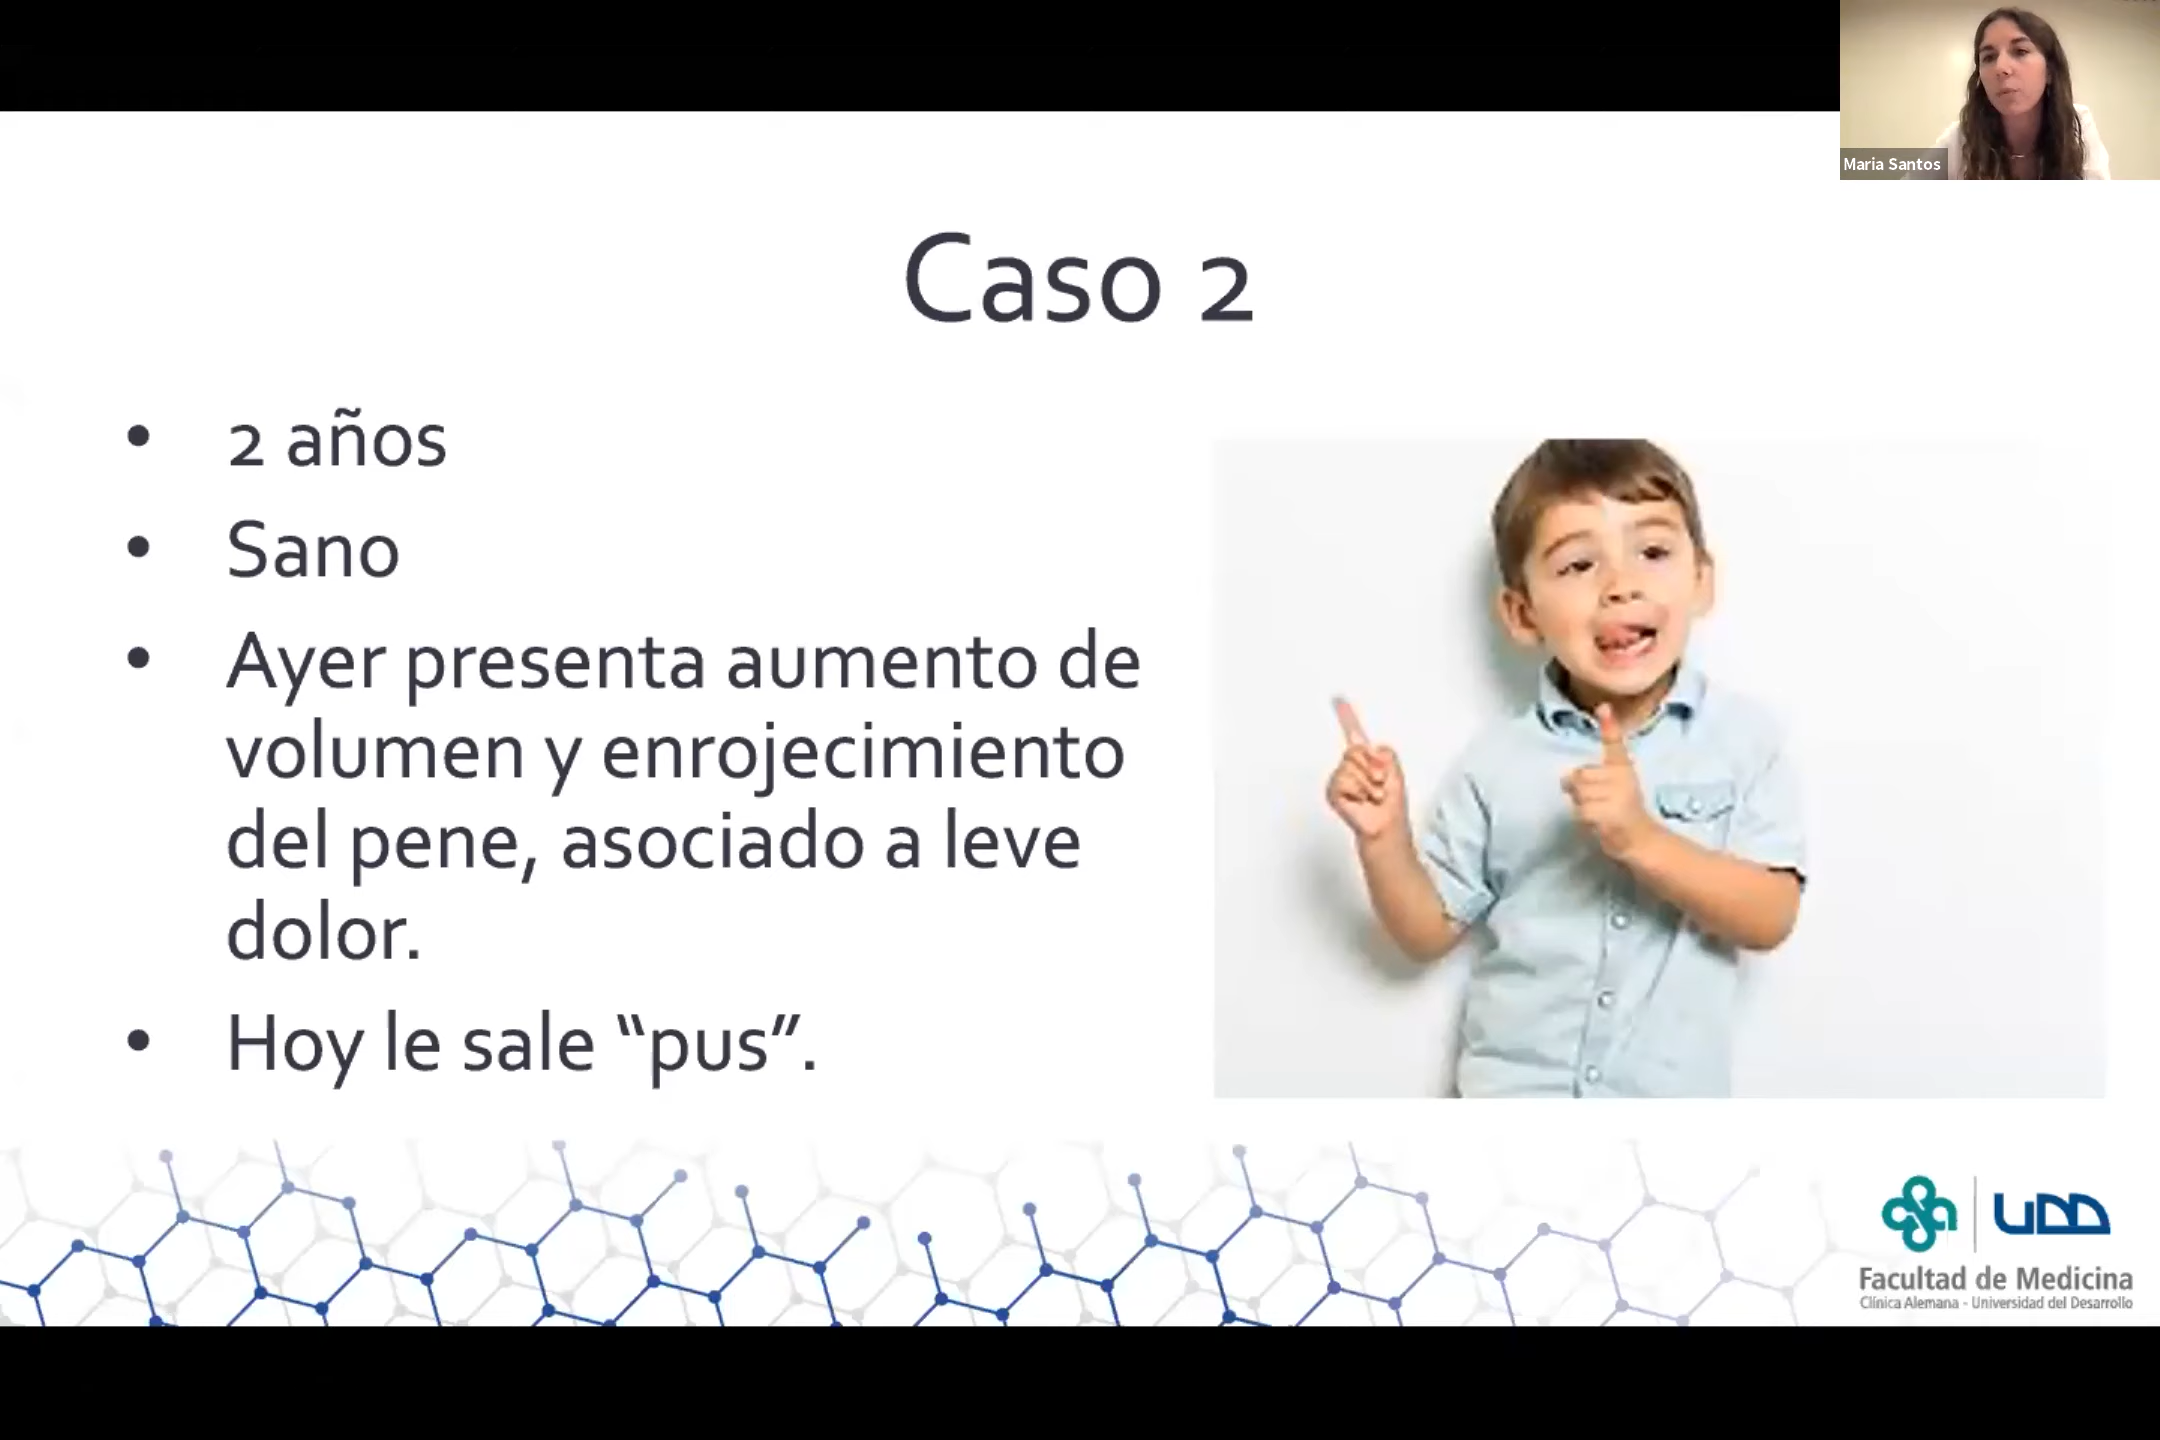 Maria Santos
Caso 2
• 2 años
• Sano
• Ayer presenta aumento de
volumen y enrojecimiento
del pene, asociado a leve
dolor.
• Hoy le sale “pus”.
UDD
Facultad de Medicina
Clínica Alemana - Universidad del Desarrollo